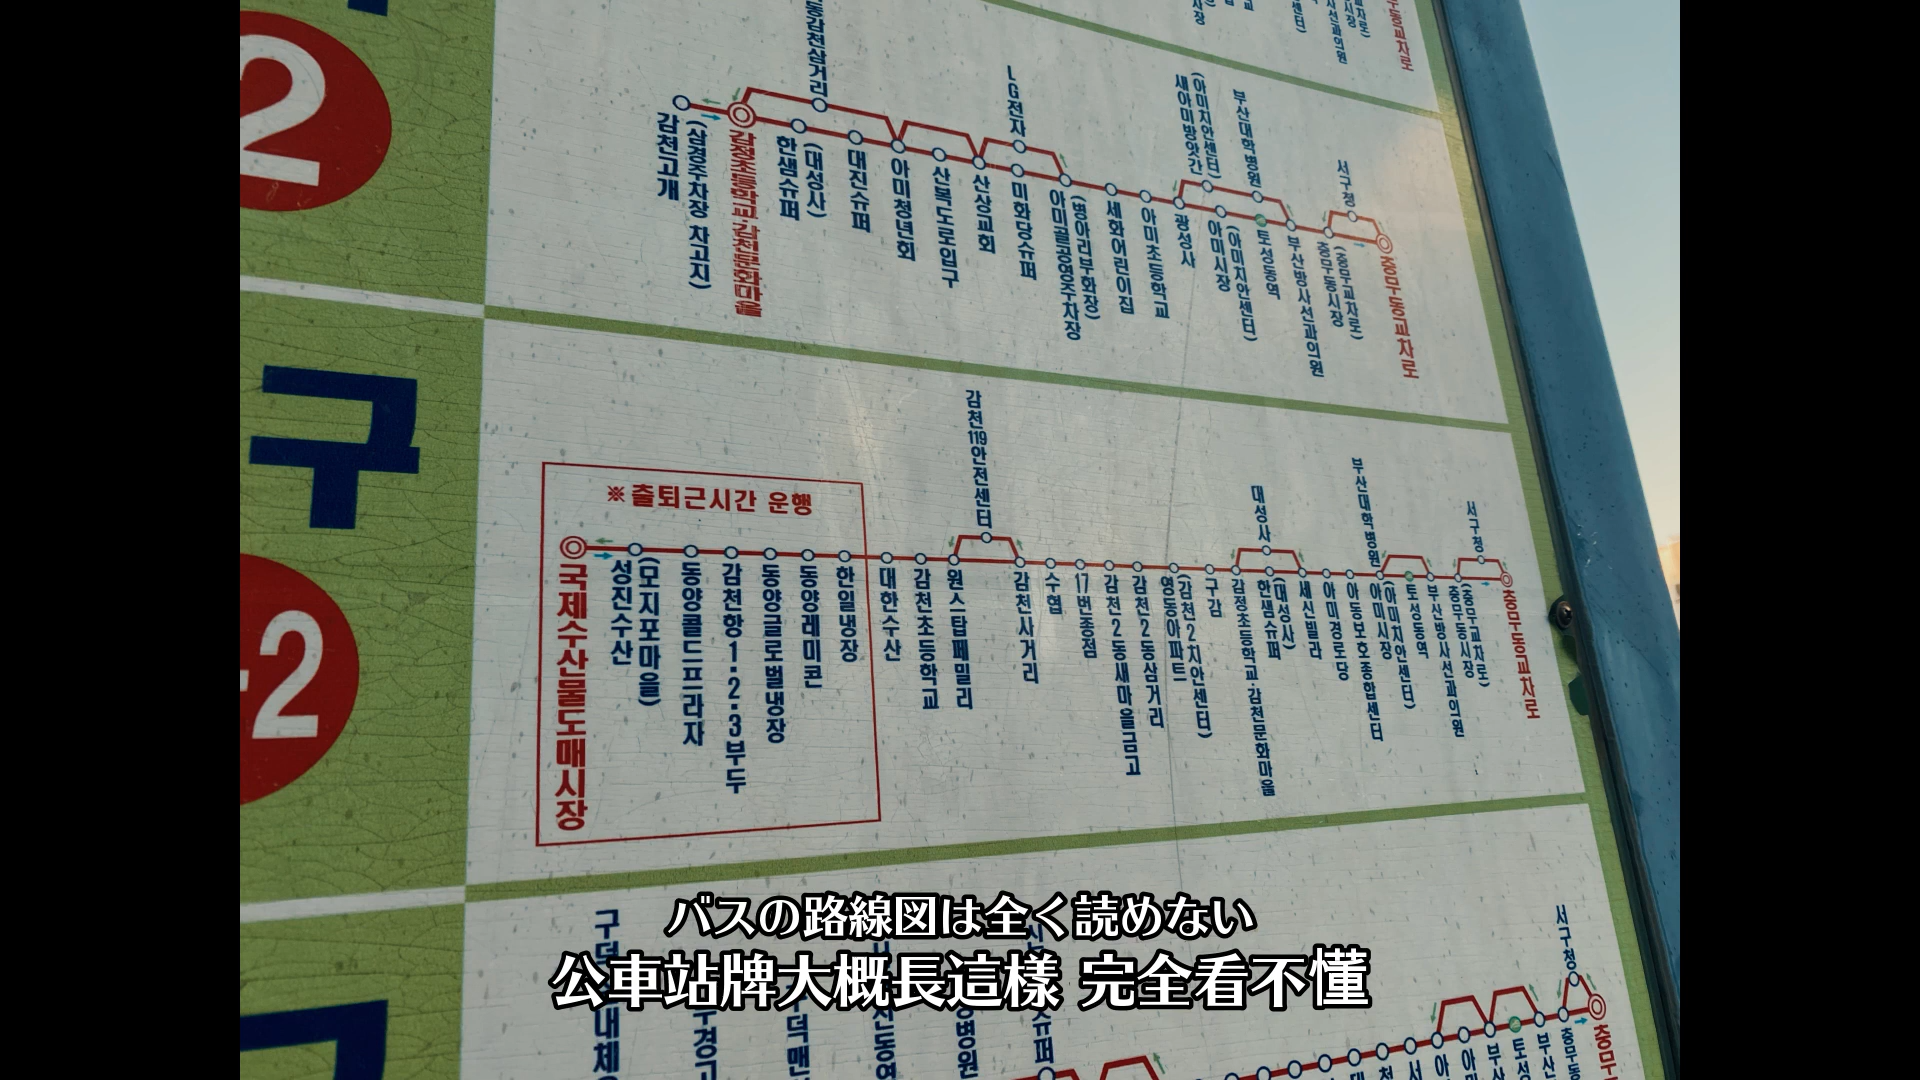 2
감천고개
(삼경주차장 차고지)
감정초등학교·감천문화마을
한샘슈퍼
(대성사)
대진슈퍼
아미청년회
산복도로입구
산상교회
LG전자
미화당슈퍼
아미골공영주차장
(병아리부화장)
세화어린이집
아미초등학교
광성사
새아미방앗간
(아미치안센터)
아미시장
(아미치안센터)
부산대학병원
토성동역
부산방사선과의원
충무동시장
(충무교차로)
서구청
충무동교차로
구
-2
※출퇴근시간 운행
국제수산물도매시장
성진수산
(모지포마을)
동양콜드프라자
감천항1·2·3부두
동양글로벌냉장
동양레미콘
한일냉장
대한수산
감천초등학교
원스탑페밀리
감천119안전센터
감천사거리
수협
17번종점
감천2동새마을금고
감천2동삼거리
영동아파트
(감천2치안센터)
구감
감정초등학교·감천문화마을
대성사
한샘슈퍼
(대성사)
세신빌라
아미경로당
아동보호종합센터
부산대학병원
아미시장
(아미치안센터)
토성동역
부산방사선과의원
충무동시장
(충무교차로)
서구청
충무동교차로
서구청
バスの路線図は全く読めない
公車站牌大概長這樣 完全看不懂